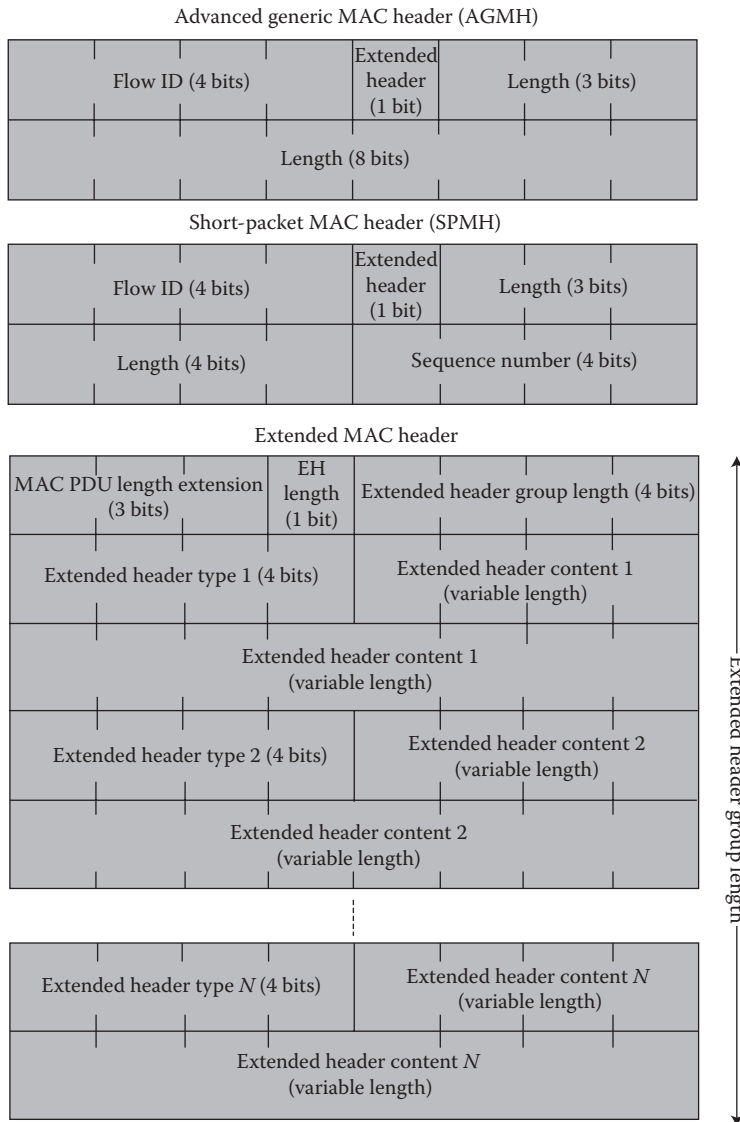 Advanced generic MAC header (AGMH)
Flow ID (4 bits)
Extended
header
(1 bit)
Length (3 bits)
Length (8 bits)
Short-packet MAC header (SPMH)
Flow ID (4 bits)
Extended
header
(1 bit)
Length (3 bits)
Length (4 bits)
Sequence number (4 bits)
Extended MAC header
MAC PDU length extension
(3 bits)
EH
length
(1 bit)
Extended header group length (4 bits)
Extended header type 1 (4 bits)
Extended header content 1
(variable length)
Extended header content 1
(variable length)
Extended header type 2 (4 bits)
Extended header content 2
(variable length)
Extended header content 2
(variable length)
Extended header type N (4 bits)
Extended header content N
(variable length)
Extended header content N
(variable length)
Extended header group length